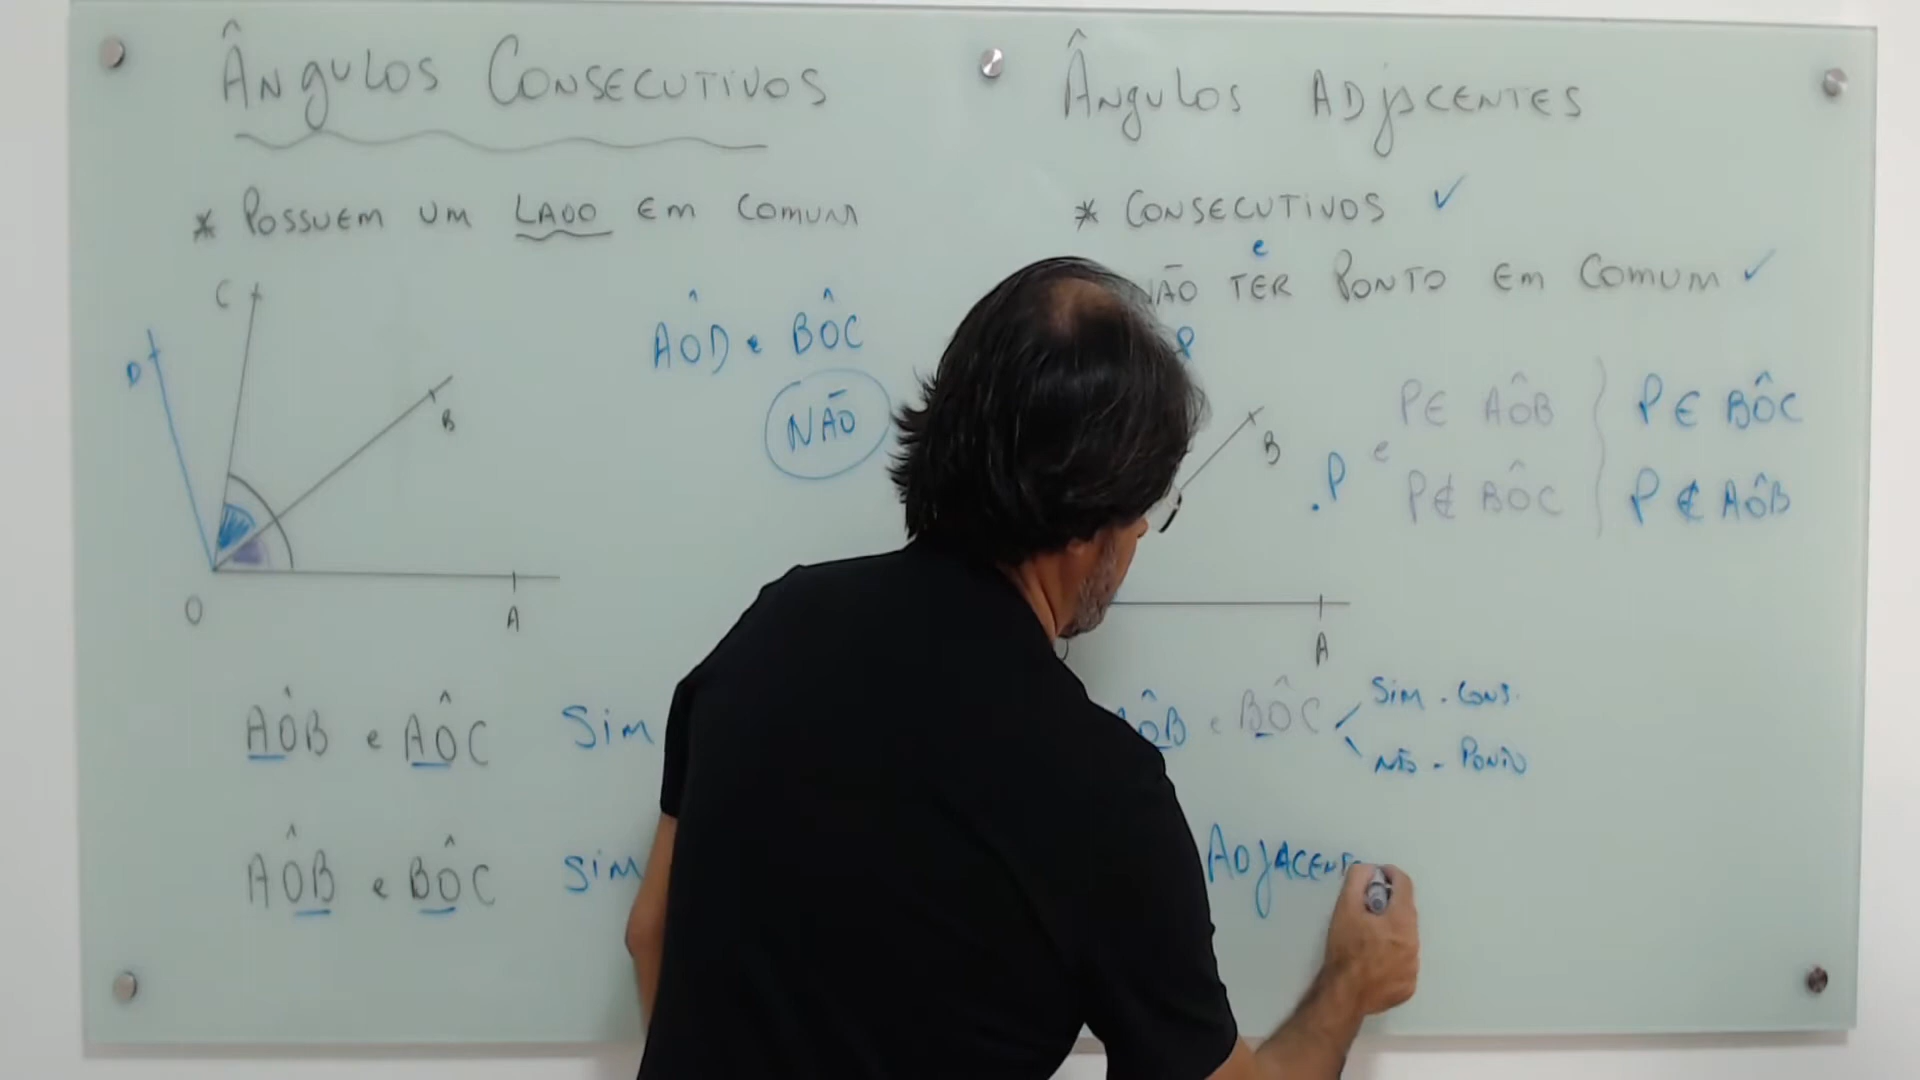 Ângulos Consecutivos
* Possuem um LADO em comum
C
D
B
O
A
AÔD e BÔC
NÃO
AÔB e AÔC Sim
AÔB e BÔC Sim
Ângulos ADjACENTES
* CONSECUTIVOS ✓
e
NÃO TER PONTO Em Comum ✓
B
.P
A
P∈ AÔB
e
P∉ BÔC
P∈ BÔC
P∉ AÔB
AÔB e BÔC
Sim - Cons.
Não - Ponto